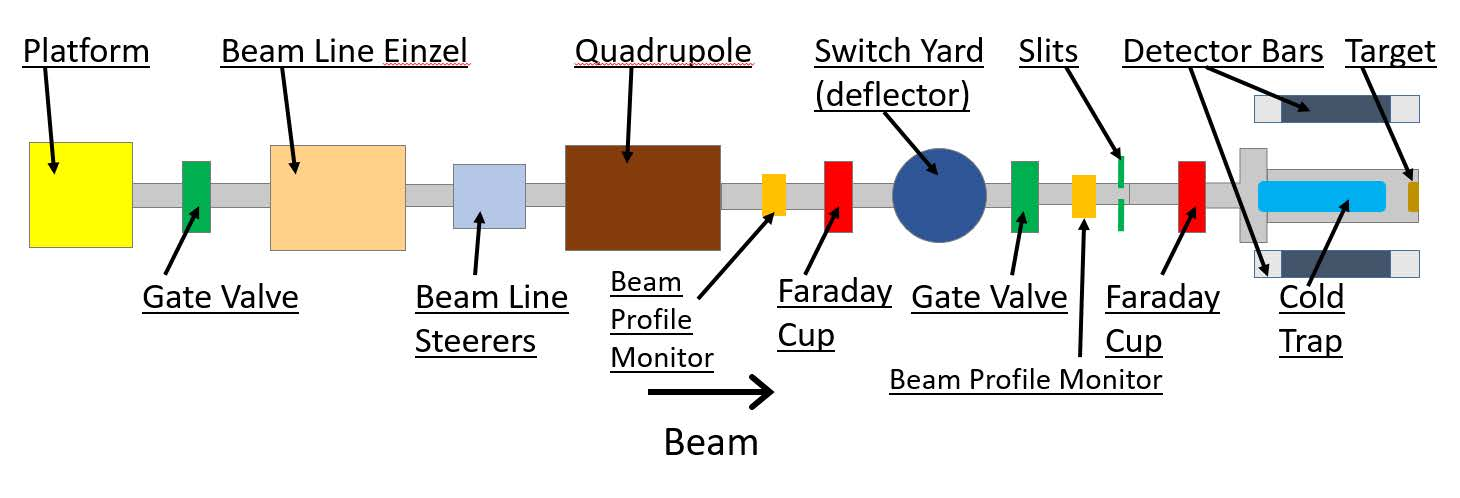 Platform
Beam Line Einzel
Quadrupole
Switch Yard
(deflector)
Slits
Detector Bars
Target
Gate Valve
Beam Line
Steerers
Beam
Profile
Monitor
Faraday
Cup
Gate Valve
Faraday
Cup
Cold
Trap
Beam Profile Monitor
Beam